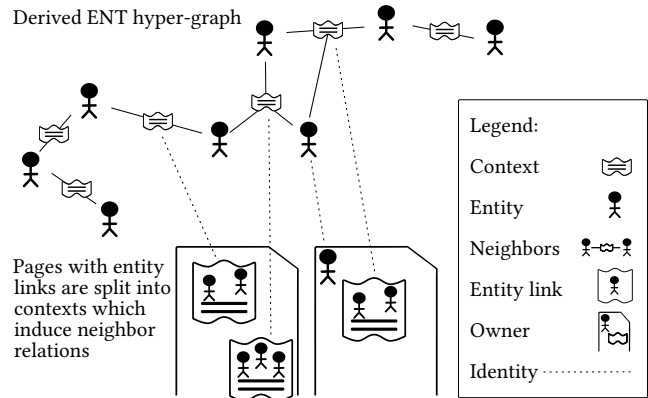 Derived ENT hyper-graph
Legend:
Context
Entity
Neighbors
Entity link
Owner
Identity
Pages with entity
links are split into
contexts which
induce neighbor
relations